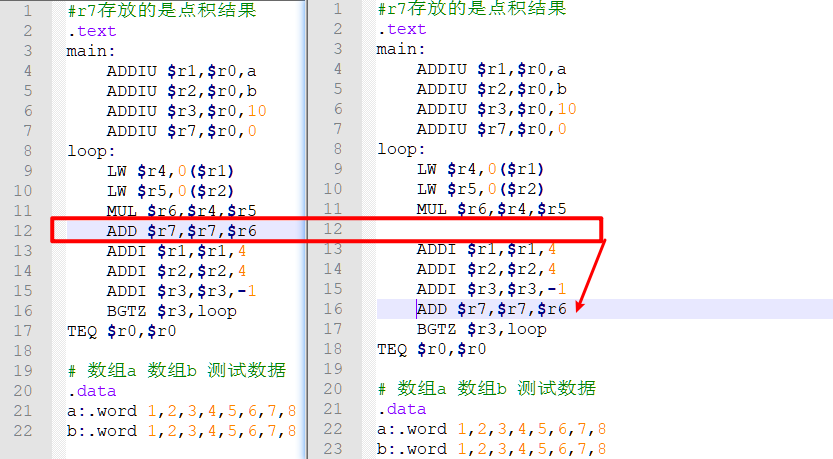 1 #r7存放的是点积结果
2 .text
3 main:
4 ADDIU $r1,$r0,a
5 ADDIU $r2,$r0,b
6 ADDIU $r3,$r0,10
7 ADDIU $r7,$r0,0
8 loop:
9 LW $r4,0($r1)
10 LW $r5,0($r2)
11 MUL $r6,$r4,$r5
12 ADD $r7,$r7,$r6
13 ADDI $r1,$r1,4
14 ADDI $r2,$r2,4
15 ADDI $r3,$r3,-1
16 BGTZ $r3,loop
17 TEQ $r0,$r0
18
19 # 数组a 数组b 测试数据
20 .data
21 a:.word 1,2,3,4,5,6,7,8
22 b:.word 1,2,3,4,5,6,7,8
1 #r7存放的是点积结果
2 .text
3 main:
4 ADDIU $r1,$r0,a
5 ADDIU $r2,$r0,b
6 ADDIU $r3,$r0,10
7 ADDIU $r7,$r0,0
8 loop:
9 LW $r4,0($r1)
10 LW $r5,0($r2)
11 MUL $r6,$r4,$r5
12
13 ADDI $r1,$r1,4
14 ADDI $r2,$r2,4
15 ADDI $r3,$r3,-1
16 ADD $r7,$r7,$r6
17 BGTZ $r3,loop
18 TEQ $r0,$r0
19
20 # 数组a 数组b 测试数据
21 .data
22 a:.word 1,2,3,4,5,6,7,8
23 b:.word 1,2,3,4,5,6,7,8